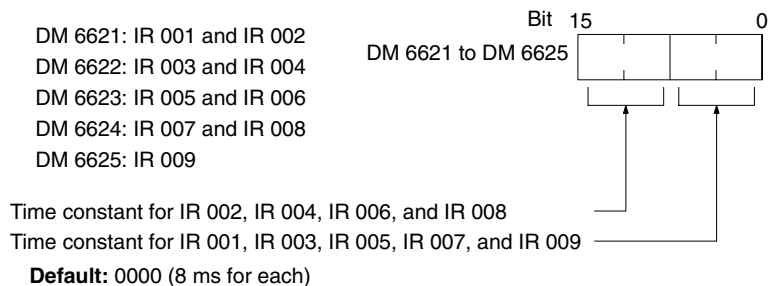 Bit 15 0
DM 6621 to DM 6625
DM 6621: IR 001 and IR 002
DM 6622: IR 003 and IR 004
DM 6623: IR 005 and IR 006
DM 6624: IR 007 and IR 008
DM 6625: IR 009
Time constant for IR 002, IR 004, IR 006, and IR 008
Time constant for IR 001, IR 003, IR 005, IR 007, and IR 009
Default: 0000 (8 ms for each)